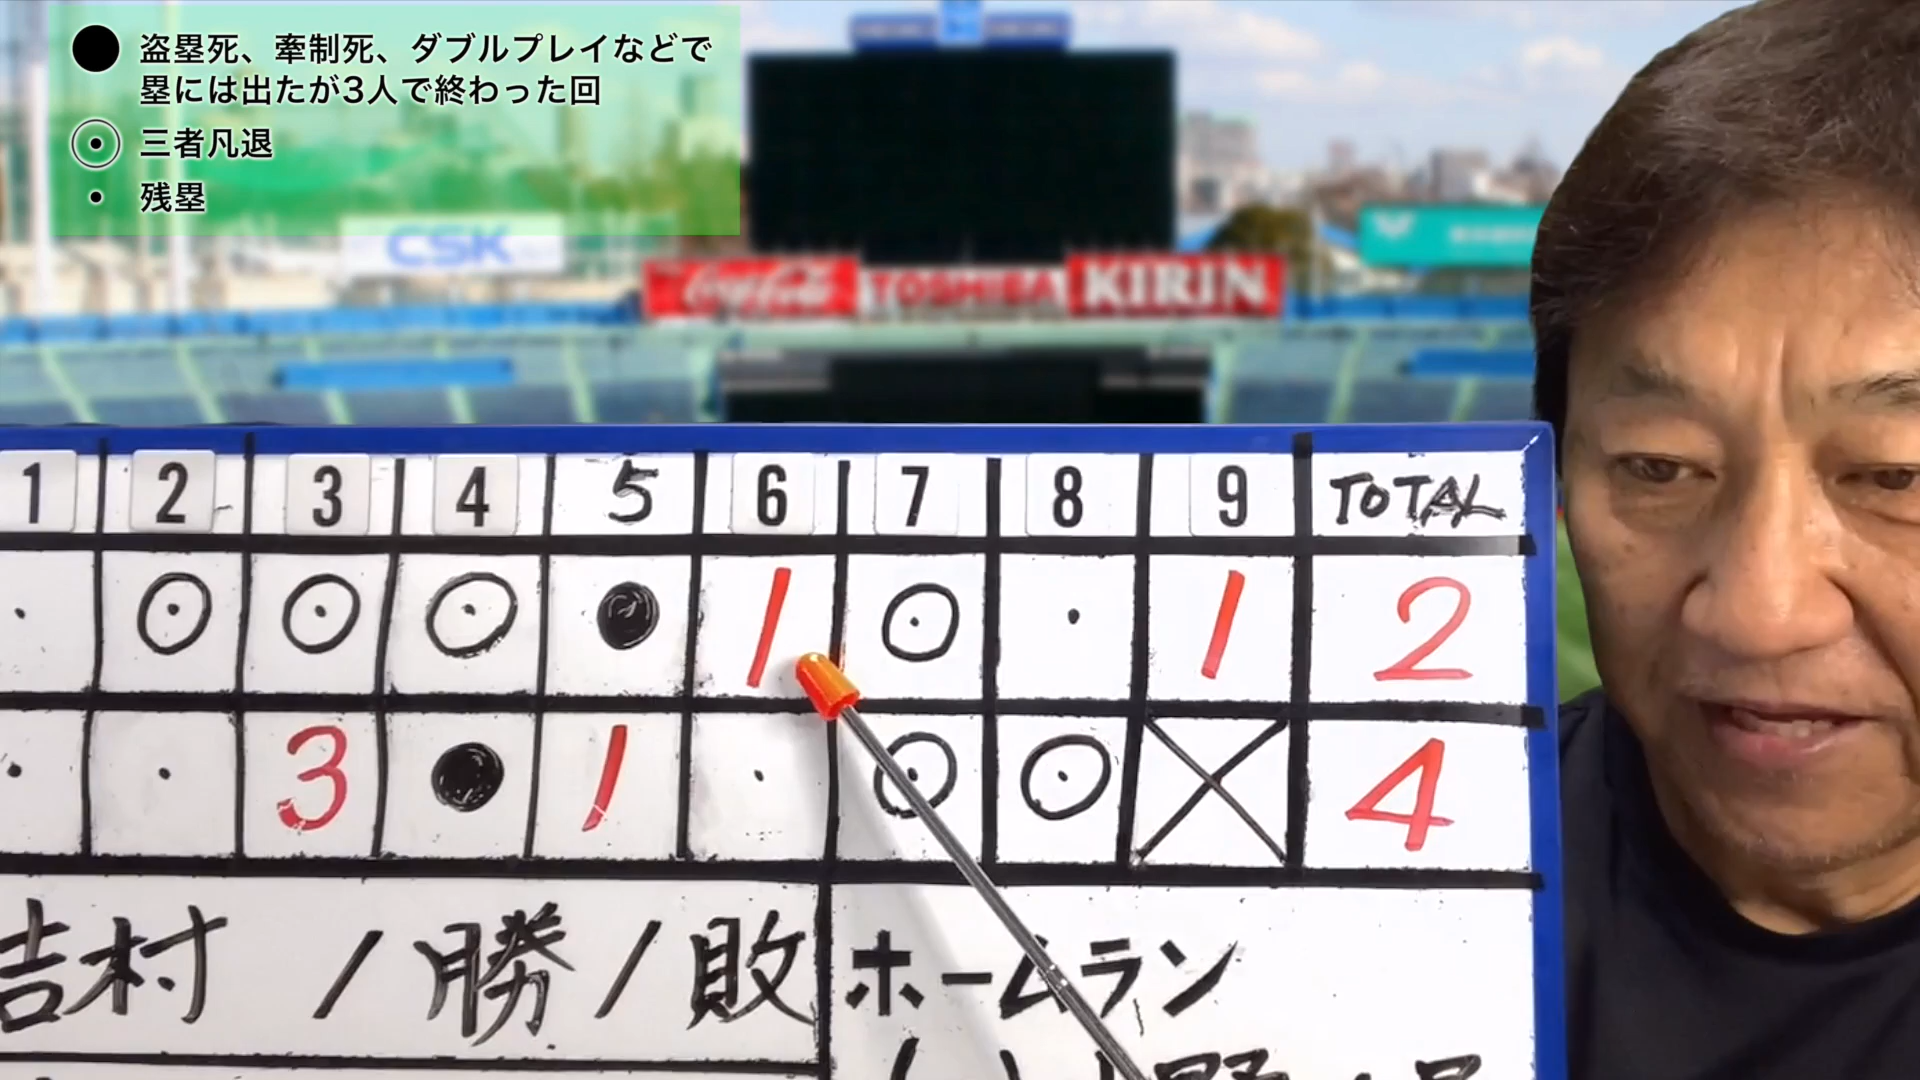 ● 盗塁死、牽制死、ダブルプレイなどで
塁には出たが3人で終わった回
三者凡退
・ 残塁
CSK
Coca-Cola TOSHIBA KIRIN
1 2 3 4 5 6 7 8 9 TOTAL
・ ⊙ ⊙ ⊙ ● 1 ⊙ ・ 1 2
・ ・ 3 ● 1 ・ ⊙ ⊙ × 4
吉村 / 勝 / 敗
ホームラン